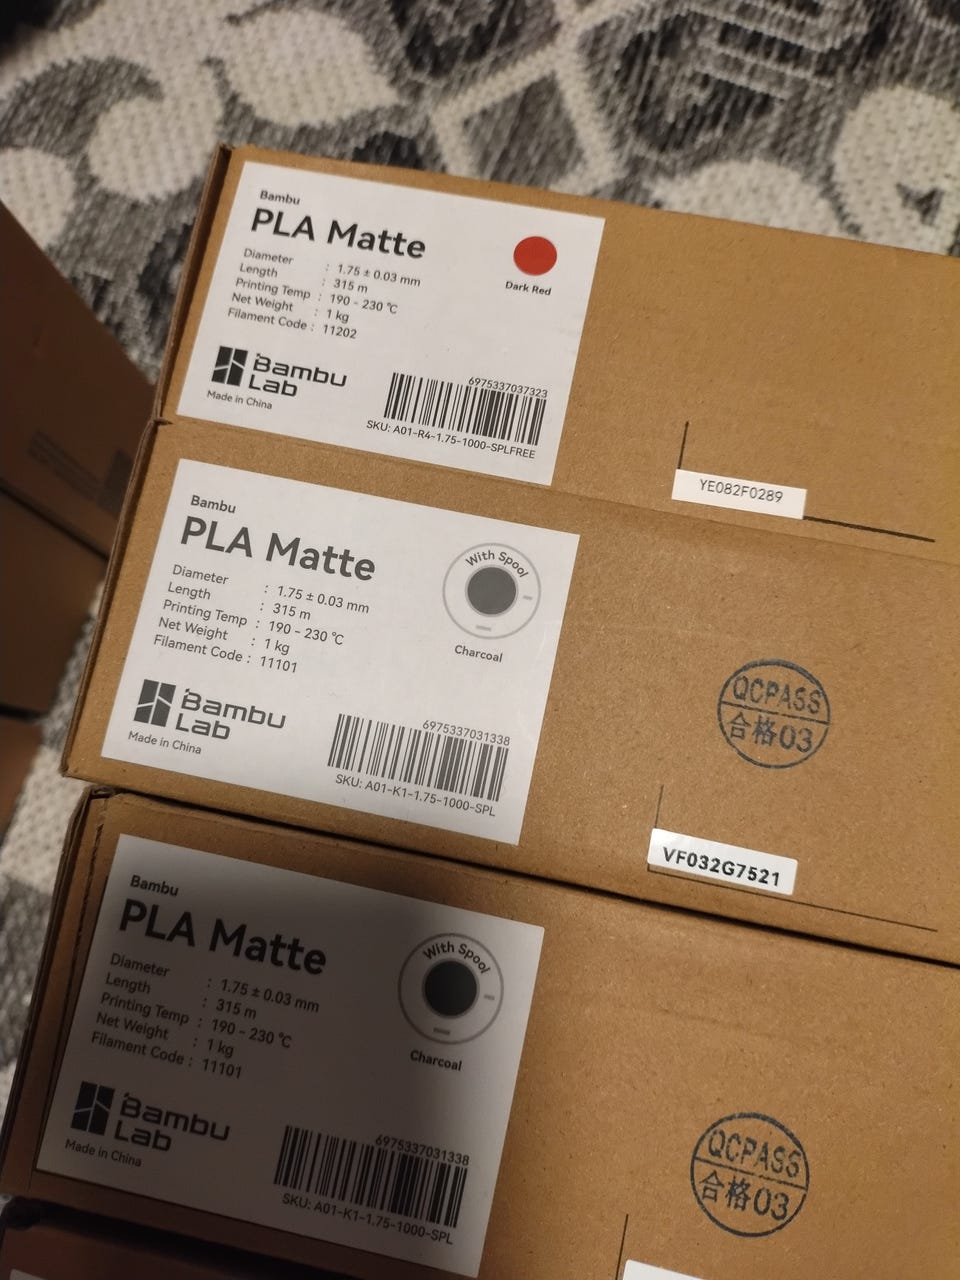 Bambu
PLA Matte
Diameter : 1.75 ± 0.03 mm
Length : 315 m
Printing Temp : 190 - 230 ℃
Net Weight : 1 kg
Filament Code : 11202
Dark Red
Bambu
Lab
Made in China
6975337037323
SKU: A01-R4-1.75-1000-SPLFREE
YE082F0289
Bambu
PLA Matte
Diameter : 1.75 ± 0.03 mm
Length : 315 m
Printing Temp : 190 - 230 ℃
Net Weight : 1 kg
Filament Code : 11101
With Spool
Charcoal
Bambu
Lab
Made in China
6975337031338
SKU: A01-K1-1.75-1000-SPL
QCPASS
合格03
VF032G7521
Bambu
PLA Matte
Diameter : 1.75 ± 0.03 mm
Length : 315 m
Printing Temp : 190 - 230 ℃
Net Weight : 1 kg
Filament Code : 11101
With Spool
Charcoal
Bambu
Lab
Made in China
6975337031338
SKU: A01-K1-1.75-1000-SPL
QCPASS
合格03